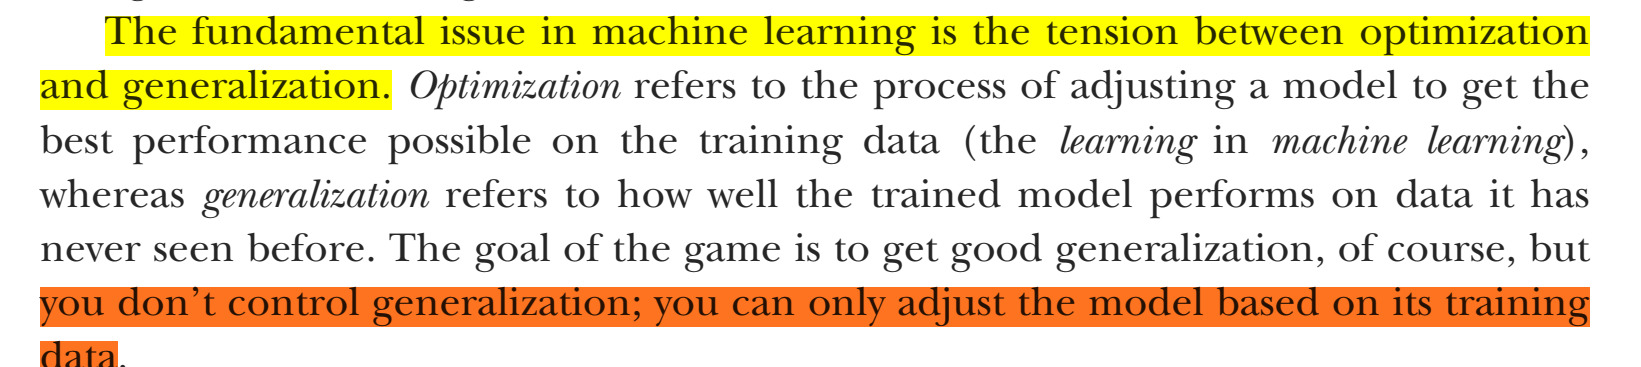 The fundamental issue in machine learning is the tension between optimization
and generalization. Optimization refers to the process of adjusting a model to get the
best performance possible on the training data (the learning in machine learning),
whereas generalization refers to how well the trained model performs on data it has
never seen before. The goal of the game is to get good generalization, of course, but
you don’t control generalization; you can only adjust the model based on its training
data.